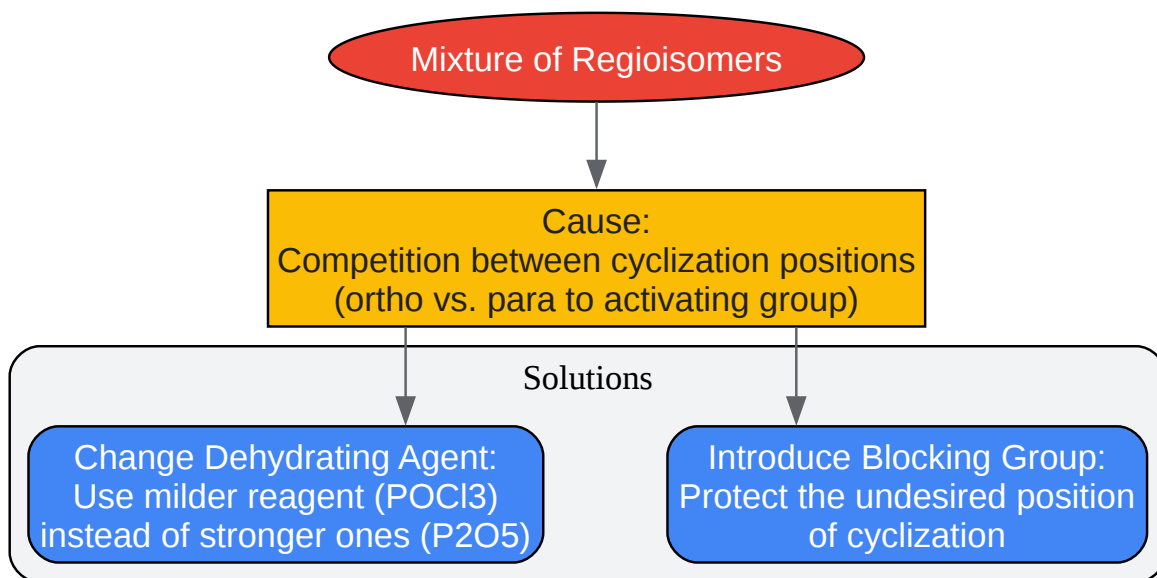 Mixture of Regioisomers
Cause:
Competition between cyclization positions
(ortho vs. para to activating group)
Solutions
Change Dehydrating Agent:
Use milder reagent (POCl3)
instead of stronger ones (P2O5)
Introduce Blocking Group:
Protect the undesired position
of cyclization